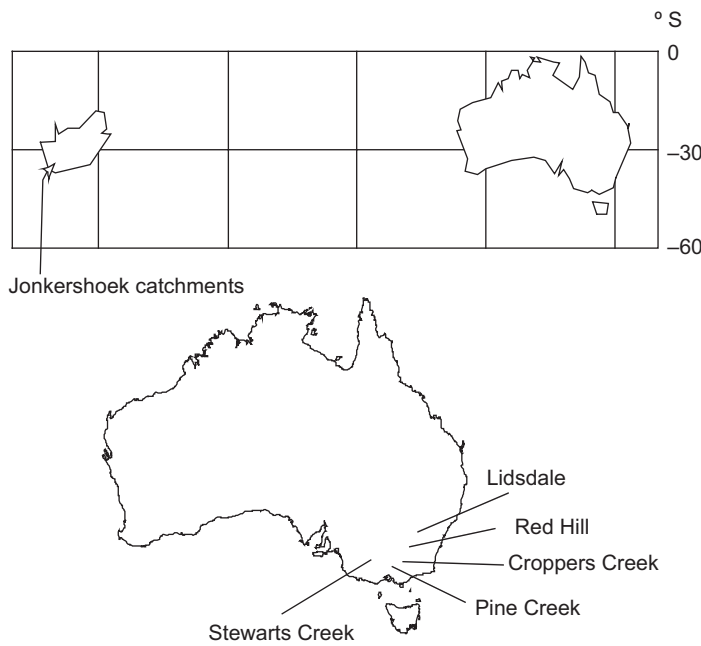 º S
0
–30
–60
Jonkershoek catchments
Lidsdale
Red Hill
Croppers Creek
Pine Creek
Stewarts Creek